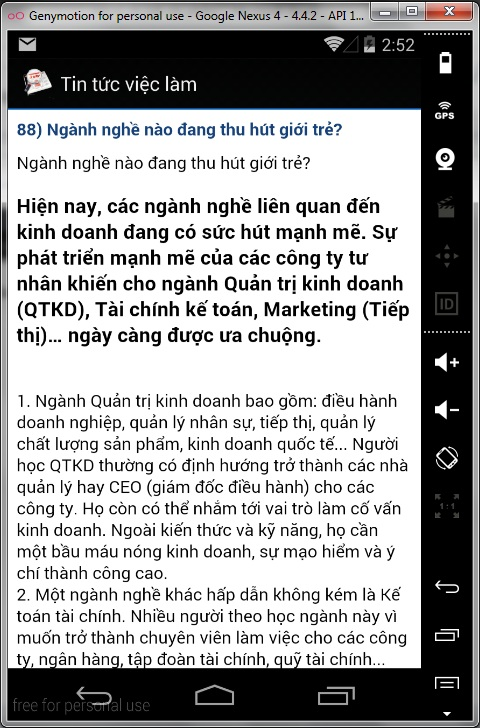 Genymotion for personal use - Google Nexus 4 - 4.4.2 - API 1...
2:52
Tin tức việc làm
GPS
88) Ngành nghề nào đang thu hút giới trẻ?
Ngành nghề nào đang thu hút giới trẻ?
Hiện nay, các ngành nghề liên quan đến
kinh doanh đang có sức hút mạnh mẽ. Sự
phát triển mạnh mẽ của các công ty tư
nhân khiến cho ngành Quản trị kinh doanh
(QTKD), Tài chính kế toán, Marketing (Tiếp
thị)... ngày càng được ưa chuộng.
ID
1. Ngành Quản trị kinh doanh bao gồm: điều hành
doanh nghiệp, quản lý nhân sự, tiếp thị, quản lý
chất lượng sản phẩm, kinh doanh quốc tế... Người
học QTKD thường có định hướng trở thành các nhà
quản lý hay CEO (giám đốc điều hành) cho các
công ty. Họ còn có thể nhắm tới vai trò làm cố vấn
kinh doanh. Ngoài kiến thức và kỹ năng, họ cần
một bầu máu nóng kinh doanh, sự mạo hiểm và ý
chí thành công cao.
2. Một ngành nghề khác hấp dẫn không kém là Kế
toán tài chính. Nhiều người theo học ngành này vì
muốn trở thành chuyên viên làm việc cho các công
ty, ngân hàng, tập đoàn tài chính, quỹ tài chính...
1:1
free for personal use